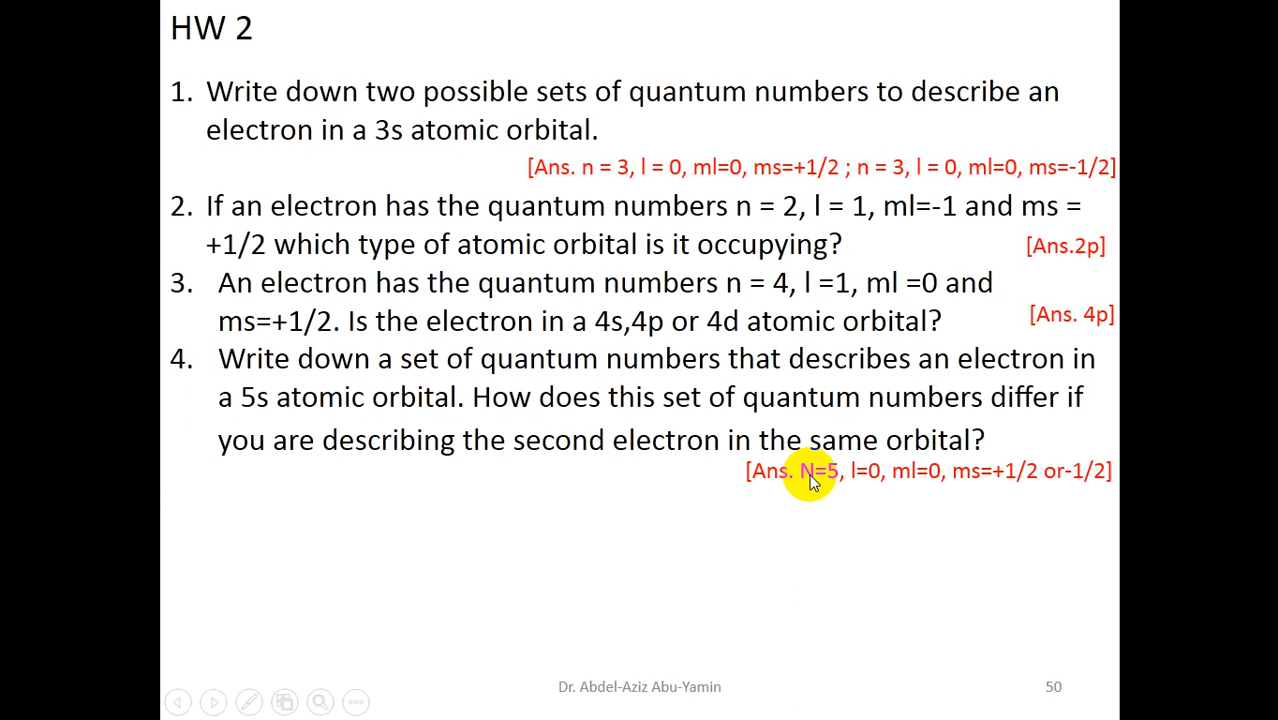 HW 2
1. Write down two possible sets of quantum numbers to describe an
electron in a 3s atomic orbital.
[Ans. n = 3, l = 0, ml=0, ms=+1/2 ; n = 3, l = 0, ml=0, ms=-1/2]
2. If an electron has the quantum numbers n = 2, l = 1, ml=-1 and ms =
+1/2 which type of atomic orbital is it occupying?
[Ans.2p]
3. An electron has the quantum numbers n = 4, l =1, ml =0 and
ms=+1/2. Is the electron in a 4s,4p or 4d atomic orbital?
[Ans. 4p]
4. Write down a set of quantum numbers that describes an electron in
a 5s atomic orbital. How does this set of quantum numbers differ if
you are describing the second electron in the same orbital?
[Ans. N=5, l=0, ml=0, ms=+1/2 or-1/2]
Dr. Abdel-Aziz Abu-Yamin
50